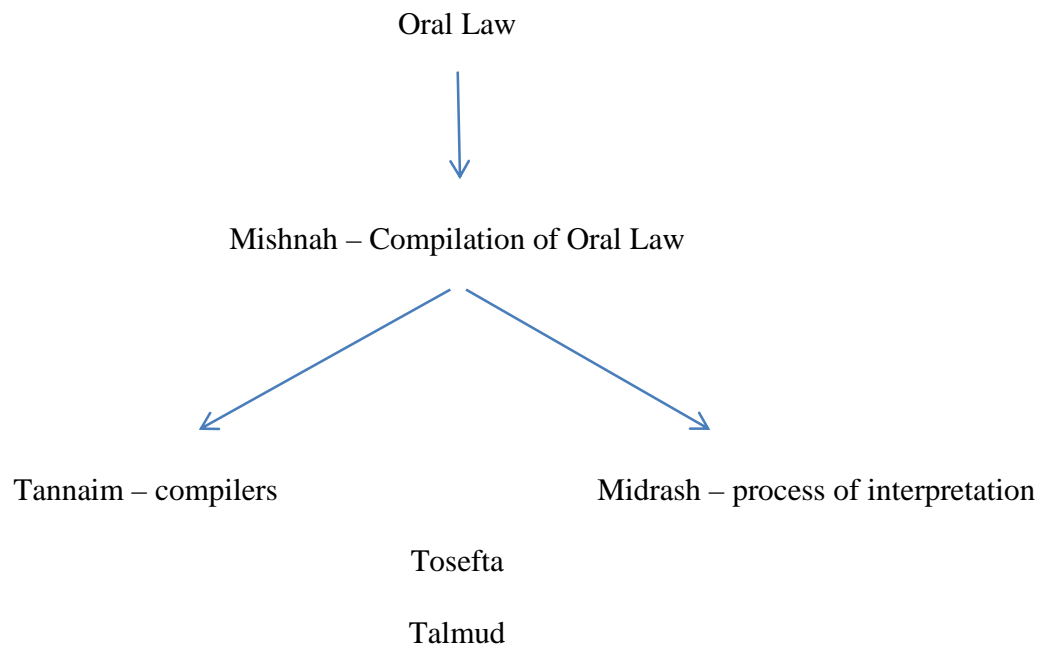 Oral Law
Mishnah – Compilation of Oral Law
Tannaim – compilers
Midrash – process of interpretation
Tosefta
Talmud